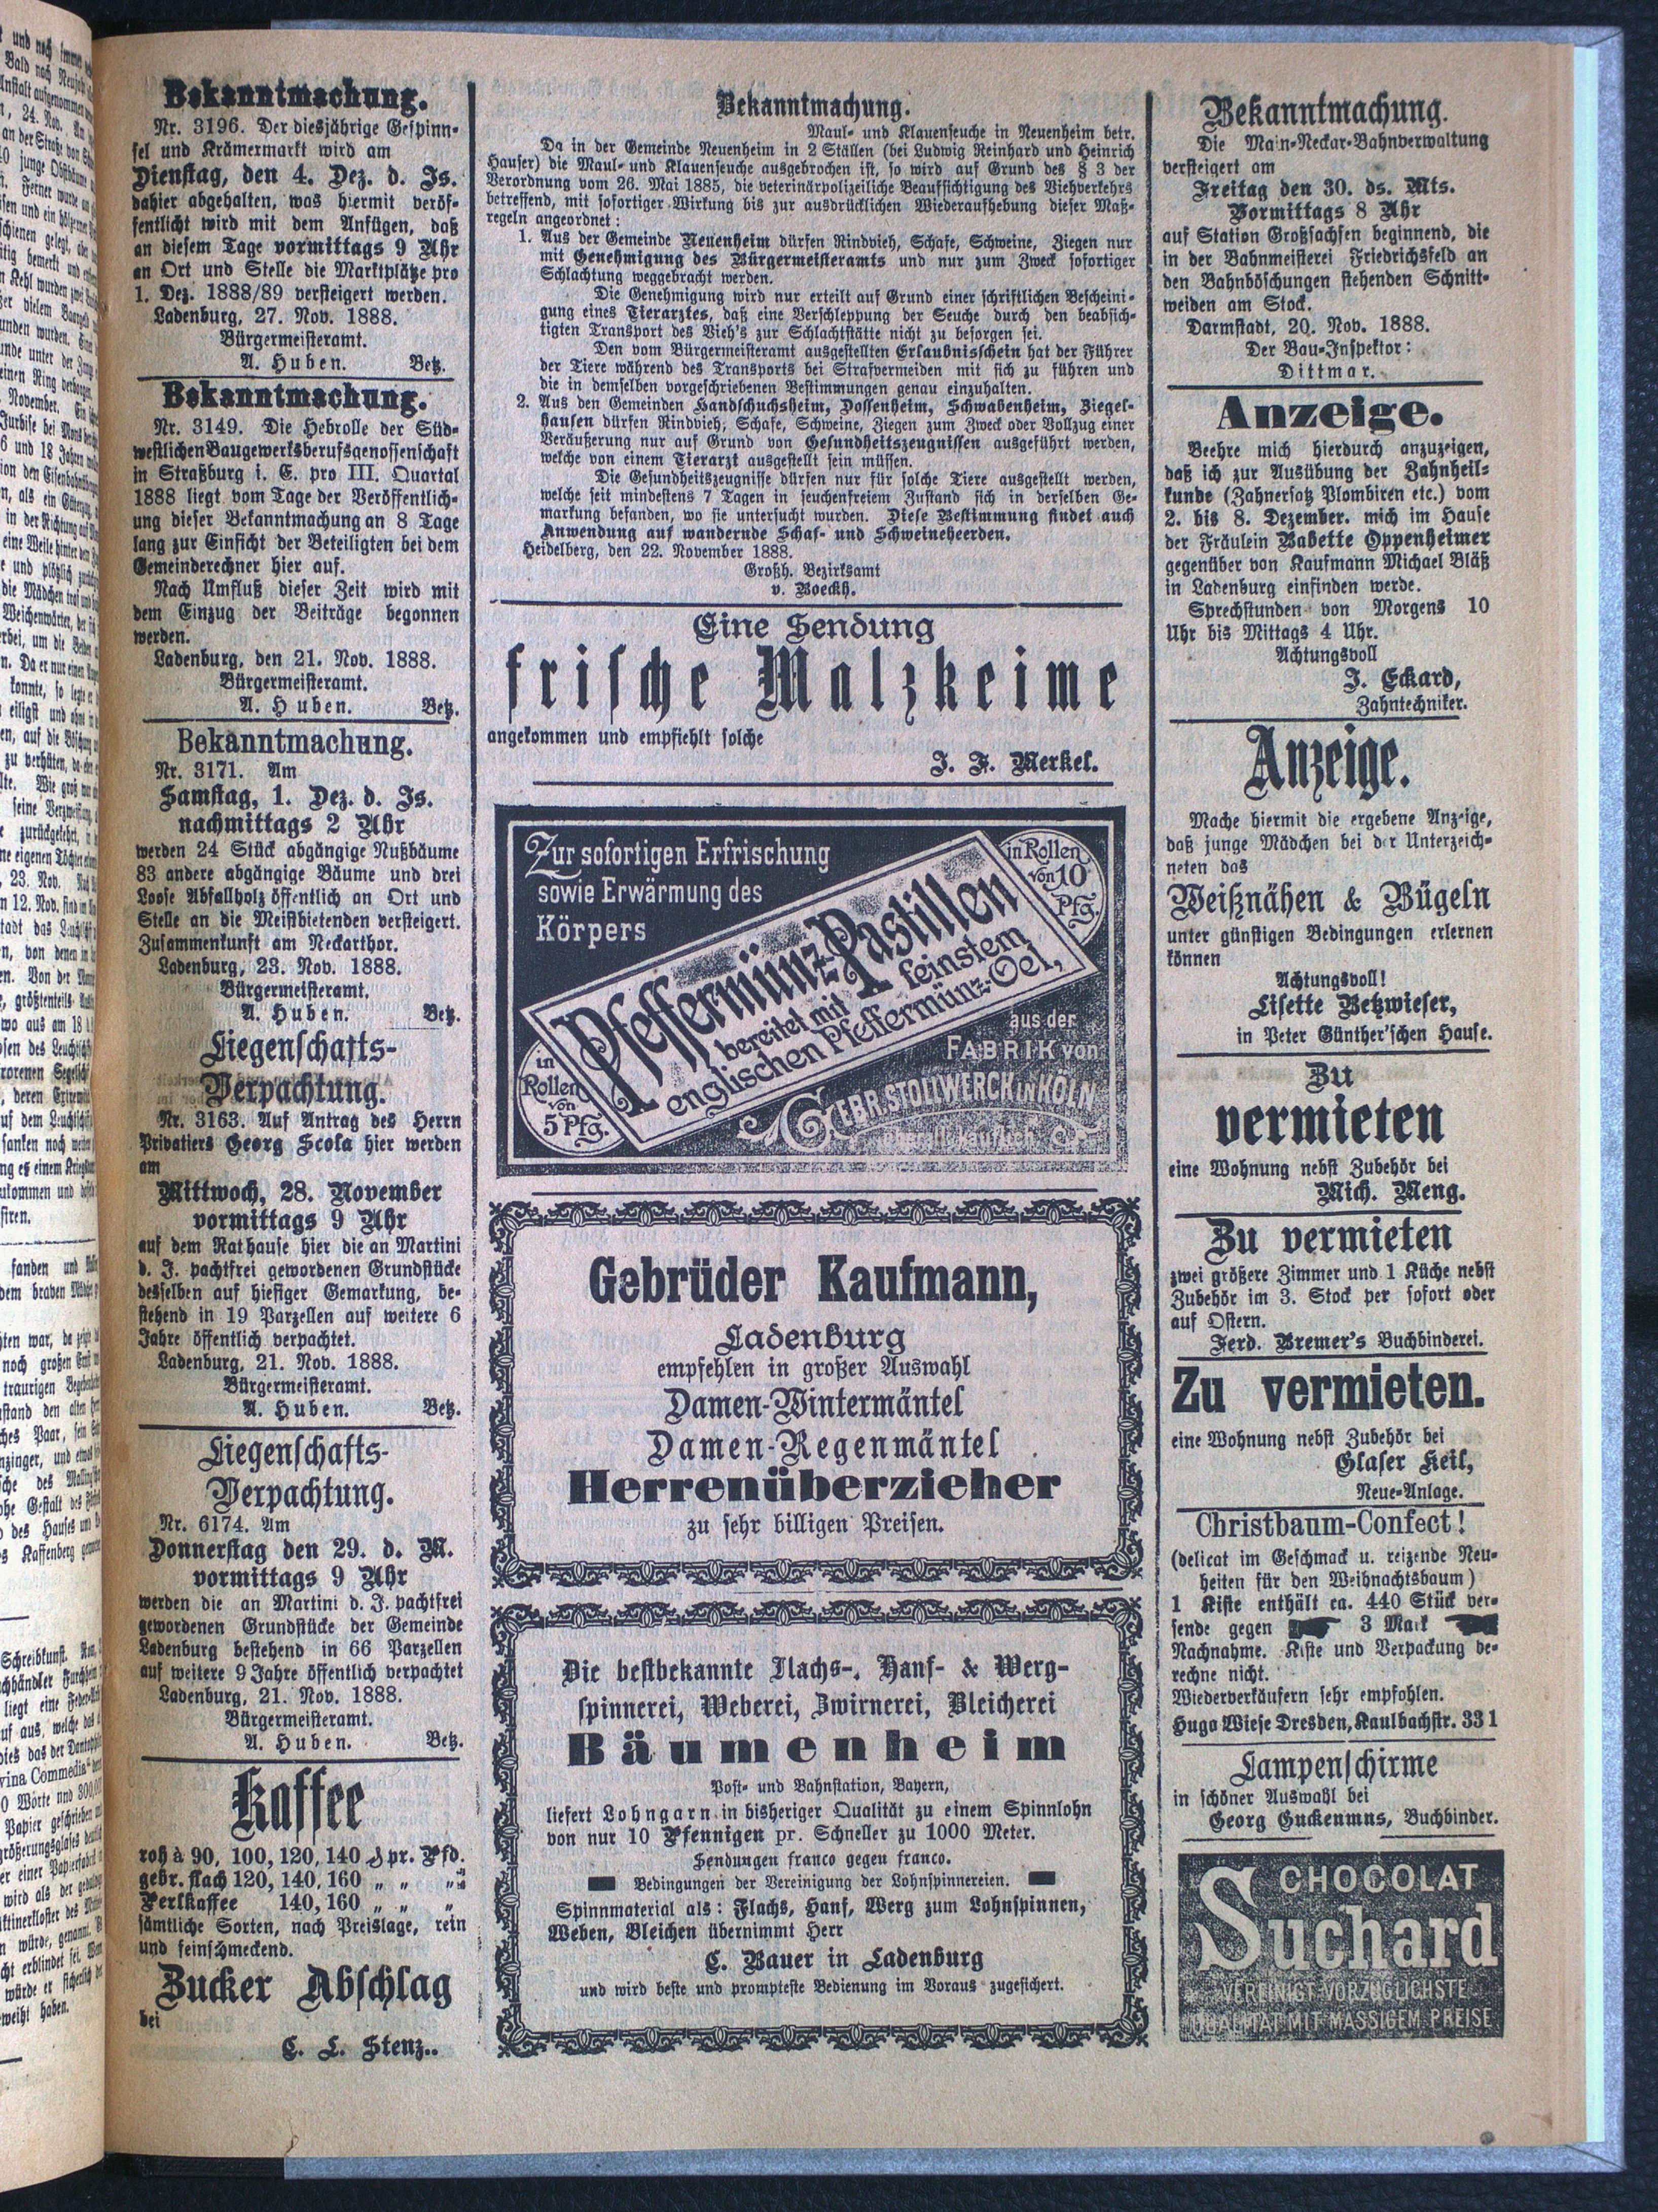 Bekanntmachung.
Nr. 3196. Der diesjährige Gespinn-
sel und Krämermarkt wird am
Dienstag, den 4. Dez. d. Js.
dahier abgehalten, was hiermit veröf-
fentlicht wird mit dem Anfügen, daß
an diesem Tage vormittags 9 Uhr
an Ort und Stelle die Marktplätze pro
1. Dez. 1888/89 versteigert werden.
Ladenburg, 27. Nov. 1888.
Bürgermeisteramt.
A. Huben. Betz.
Bekanntmachung.
Nr. 3149. Die Hebrolle der Süd-
westlichen Baugewerksberufsgenossenschaft
in Straßburg i. E. pro III. Quartal
1888 liegt vom Tage der Veröffentlich-
ung dieser Bekanntmachung an 8 Tage
lang zur Einsicht der Beteiligten bei dem
Gemeinderechner hier auf.
Nach Umfluß dieser Zeit wird mit
dem Einzug der Beiträge begonnen
werden.
Ladenburg, den 21. Nov. 1888.
Bürgermeisteramt.
A. Huben. Betz.
Bekanntmachung.
Nr. 3171. Am
Samstag, 1. Dez. d. Js.
nachmittags 2 Uhr
werden 24 Stück abgängige Nußbäume
83 andere abgängige Bäume und drei
Loose Abfallholz öffentlich an Ort und
Stelle an die Meistbietenden versteigert.
Zusammenkunft am Neckarthor.
Ladenburg, 23. Nov. 1888.
Bürgermeisteramt.
A. Huben. Betz.
Liegenschafts-
Verpachtung.
Nr. 3163. Auf Antrag des Herrn
Privatiers Georg Scola hier werden
am
Mittwoch, 28. November
vormittags 9 Uhr
auf dem Rathause hier die an Martini
d. J. pachtfrei gewordenen Grundstücke
desselben auf hiesiger Gemarkung, be-
stehend in 19 Parzellen auf weitere 6
Jahre öffentlich verpachtet.
Ladenburg, 21. Nov. 1888.
Bürgermeisteramt.
A. Huben. Betz.
Liegenschafts-
Verpachtung.
Nr. 6174. Am
Donnerstag den 29. d. M.
vormittags 9 Uhr
werden die an Martini d. J. pachtfrei
gewordenen Grundstücke der Gemeinde
Ladenburg bestehend in 66 Parzellen
auf weitere 9 Jahre öffentlich verpachtet
Ladenburg, 21. Nov. 1888.
Bürgermeisteramt.
A. Huben. Betz.
Kaffee
roh à 90, 100, 120, 140 ₰ pr. Pfd.
gebr. flach 120, 140, 160 „ „ „
Perlkaffee 140, 160 „ „ „
sämtliche Sorten, nach Preislage, rein
und feinschmeckend.
Zucker Abschlag
bei
C. L. Stenz..
Bekanntmachung.
Maul- und Klauenseuche in Neuenheim betr.
Da in der Gemeinde Neuenheim in 2 Ställen (bei Ludwig Reinhard und Heinrich
Hauser) die Maul- und Klauenseuche ausgebrochen ist, so wird auf Grund des § 3 der
Verordnung vom 26. Mai 1885, die veterinärpolizeiliche Beaufsichtigung des Viehverkehrs
betreffend, mit sofortiger Wirkung bis zur ausdrücklichen Wiederaufhebung dieser Maß-
regeln angeordnet:
1. Aus der Gemeinde Neuenheim dürfen Rindvieh, Schafe, Schweine, Ziegen nur
mit Genehmigung des Bürgermeisteramts und nur zum Zweck sofortiger
Schlachtung weggebracht werden.
Die Genehmigung wird nur erteilt auf Grund einer schriftlichen Bescheini-
gung eines Tierarztes, daß eine Verschleppung der Seuche durch den beabsich-
tigten Transport des Vieh's zur Schlachtstätte nicht zu besorgen sei.
Den vom Bürgermeisteramt ausgestellten Erlaubnisschein hat der Führer
der Tiere während des Transports bei Strafvermeiden mit sich zu führen und
die in demselben vorgeschriebenen Bestimmungen genau einzuhalten.
2. Aus den Gemeinden Handschuchsheim, Dossenheim, Schwabenheim, Ziegel-
hausen dürfen Rindvieh, Schafe, Schweine, Ziegen zum Zweck oder Vollzug einer
Veräußerung nur auf Grund von Gesundheitszeugnissen ausgeführt werden,
welche von einem Tierarzt ausgestellt sein müssen.
Die Gesundheitszeugnisse dürfen nur für solche Tiere ausgestellt werden,
welche seit mindestens 7 Tagen in seuchenfreiem Zustand sich in derselben Ge-
markung befanden, wo sie untersucht wurden. Diese Bestimmung findet auch
Anwendung auf wandernde Schaf- und Schweineheerden.
Heidelberg, den 22. November 1888.
Großh. Bezirksamt
v. Boeckh.
Eine Sendung
frische Malzkeime
angekommen und empfiehlt solche
J. F. Merkel.
Zur sofortigen Erfrischung
sowie Erwärmung des
Körpers
in Rollen
von 10
Pfg.
Pfeffermünz-Pastillen
bereitet mit feinstem
englischen Pfeffermünz-Oel,
in
Rollen
von
5 Pfg.
aus der
FABRIK von
GEBR. STOLLWERCK in KÖLN
überall käuflich.
Gebrüder Kaufmann,
Ladenburg
empfehlen in großer Auswahl
Damen-Wintermäntel
Damen-Regenmäntel
Herrenüberzieher
zu sehr billigen Preisen.
Die bestbekannte Flachs-, Hanf- & Werg-
spinnerei, Weberei, Zwirnerei, Bleicherei
Bäumenheim
Post- und Bahnstation, Bayern,
liefert Lohngarn in bisheriger Qualität zu einem Spinnlohn
von nur 10 Pfennigen pr. Schneller zu 1000 Meter.
Sendungen franco gegen franco.
Bedingungen der Vereinigung der Lohnspinnereien.
Spinnmaterial als: Flachs, Hanf, Werg zum Lohnspinnen,
Weben, Bleichen übernimmt Herr
C. Bauer in Ladenburg
und wird beste und prompteste Bedienung im Voraus zugesichert.
Bekanntmachung.
Die Main-Neckar-Bahnverwaltung
versteigert am
Freitag den 30. ds. Mts.
Vormittags 8 Uhr
auf Station Großsachsen beginnend, die
in der Bahnmeisterei Friedrichsfeld an
den Bahnböschungen stehenden Schnitt-
weiden am Stock.
Darmstadt, 20. Nov. 1888.
Der Bau-Inspektor:
Dittmar.
Anzeige.
Beehre mich hierdurch anzuzeigen,
daß ich zur Ausübung der Zahnheil-
kunde (Zahnersatz Plombiren etc.) vom
2. bis 8. Dezember. mich im Hause
der Fräulein Babette Oppenheimer
gegenüber von Kaufmann Michael Bläß
in Ladenburg einfinden werde.
Sprechstunden von Morgens 10
Uhr bis Mittags 4 Uhr.
Achtungsvoll
J. Eckard,
Zahntechniker.
Anzeige.
Mache hiermit die ergebene Anzeige,
daß junge Mädchen bei der Unterzeich-
neten das
Weißnähen & Bügeln
unter günstigen Bedingungen erlernen
können
Achtungsvoll!
Lisette Betzwieser,
in Peter Günther'schen Hause.
Zu
vermieten
eine Wohnung nebst Zubehör bei
Mich. Meng.
Zu vermieten
zwei größere Zimmer und 1 Küche nebst
Zubehör im 3. Stock per sofort oder
auf Ostern.
Ferd. Bremer's Buchbinderei.
Zu vermieten.
eine Wohnung nebst Zubehör bei
Glaser Keil,
Neue-Anlage.
Christbaum-Confect!
(delicat im Geschmack u. reizende Neu-
heiten für den Weihnachtsbaum)
1 Kiste enthält ca. 440 Stück ver-
sende gegen 3 Mark
Nachnahme. Kiste und Verpackung be-
rechne nicht.
Wiederverkäufern sehr empfohlen.
Hugo Wiese Dresden, Kaulbachstr. 33 1
Lampenschirme
in schöner Auswahl bei
Georg Guckenmns, Buchbinder.
CHOCOLAT
Suchard
VEREINIGT VORZÜGLICHSTE
QUALITÄT MIT MÄSSIGEM PREISE